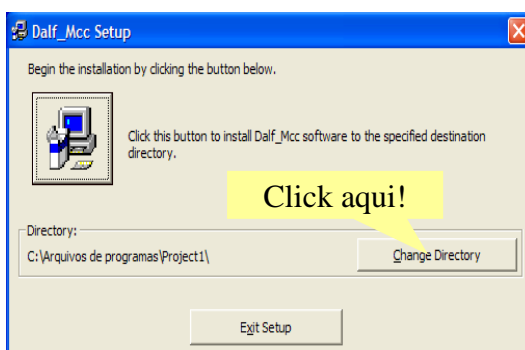 Dalf_Mcc Setup
Begin the installation by clicking the button below.
Click this button to install Dalf_Mcc software to the specified destination
directory.
Click aqui!
Directory:
C:\Arquivos de programas\Project1\
Change Directory
Exit Setup